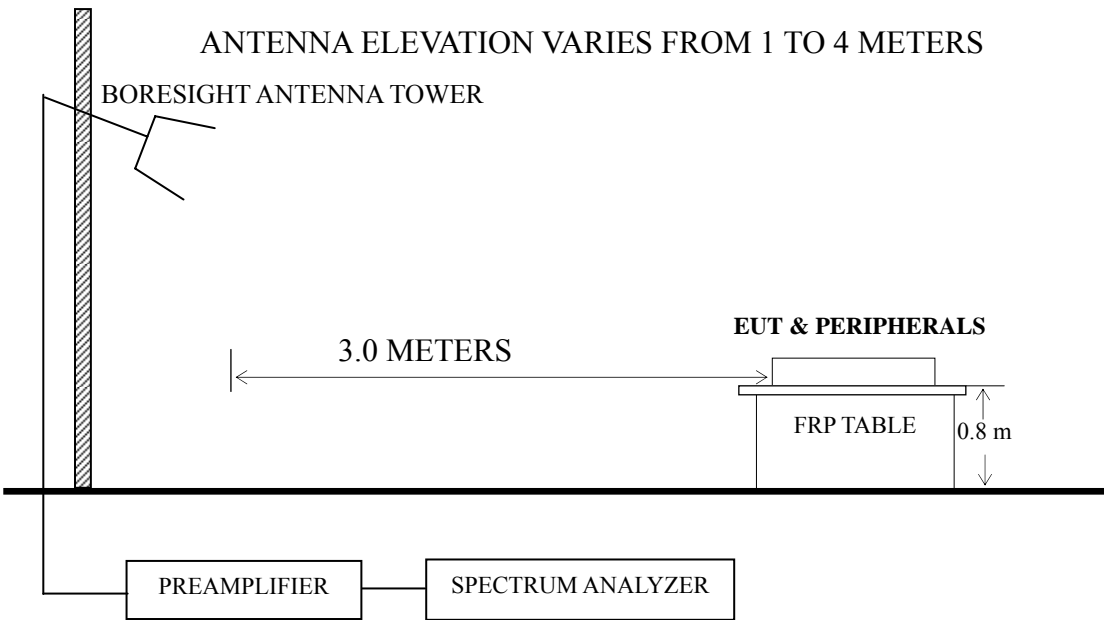 ANTENNA ELEVATION VARIES FROM 1 TO 4 METERS
BORESIGHT ANTENNA TOWER
EUT & PERIPHERALS
3.0 METERS
FRP TABLE
0.8 m
PREAMPLIFIER
SPECTRUM ANALYZER